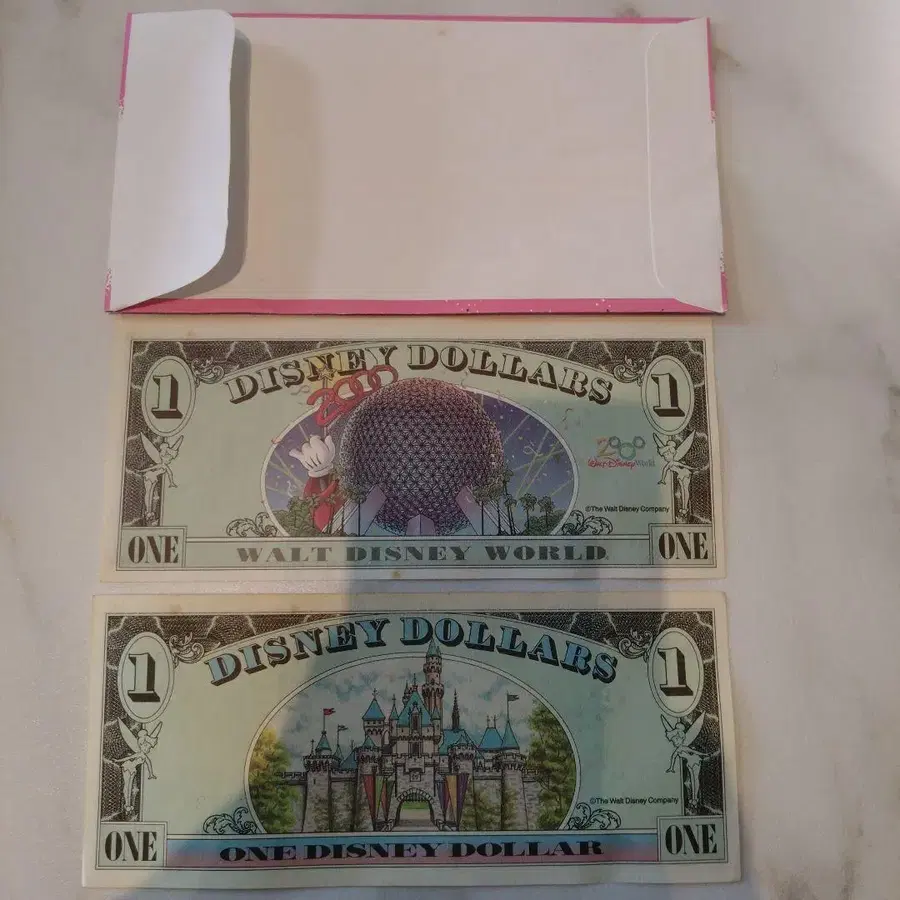 DISNEY DOLLARS
2000
1
1
2000
Walt Disney World
©The Walt Disney Company
ONE
WALT DISNEY WORLD
ONE
DISNEY DOLLARS
1
1
©The Walt Disney Company
ONE
ONE DISNEY DOLLAR
ONE